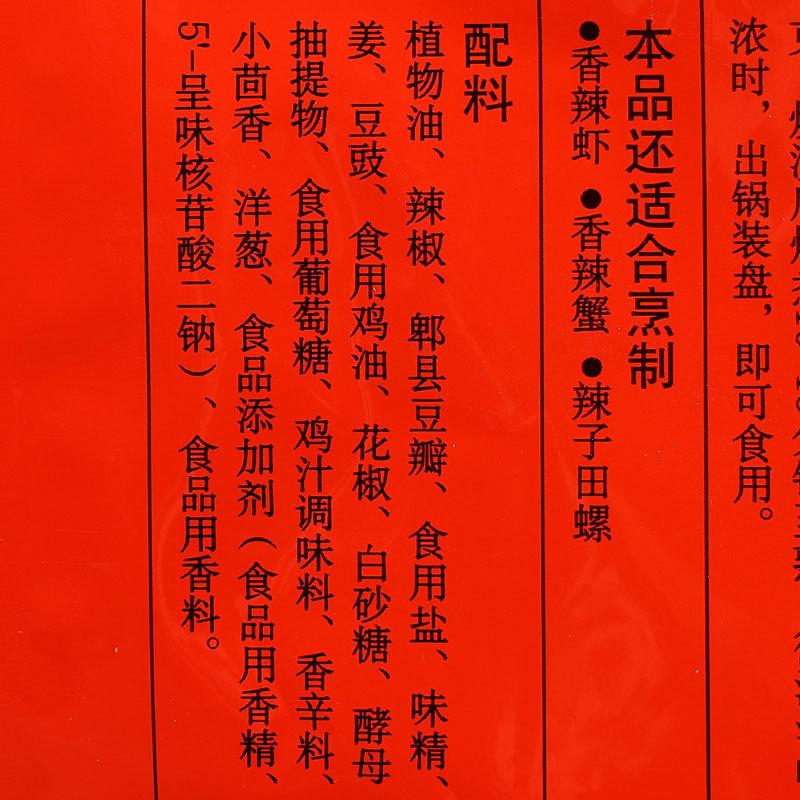 浓时，出锅装盘，即可食用。
本品还适合烹制
●香辣虾 ●香辣蟹 ●辣子田螺
配料
植物油、辣椒、郫县豆瓣、食用盐、味精、
姜、豆豉、食用鸡油、花椒、白砂糖、酵母
抽提物、食用葡萄糖、鸡汁调味料、香辛料、
小茴香、洋葱、食品添加剂（食品用香精、
5'-呈味核苷酸二钠）、食品用香料。